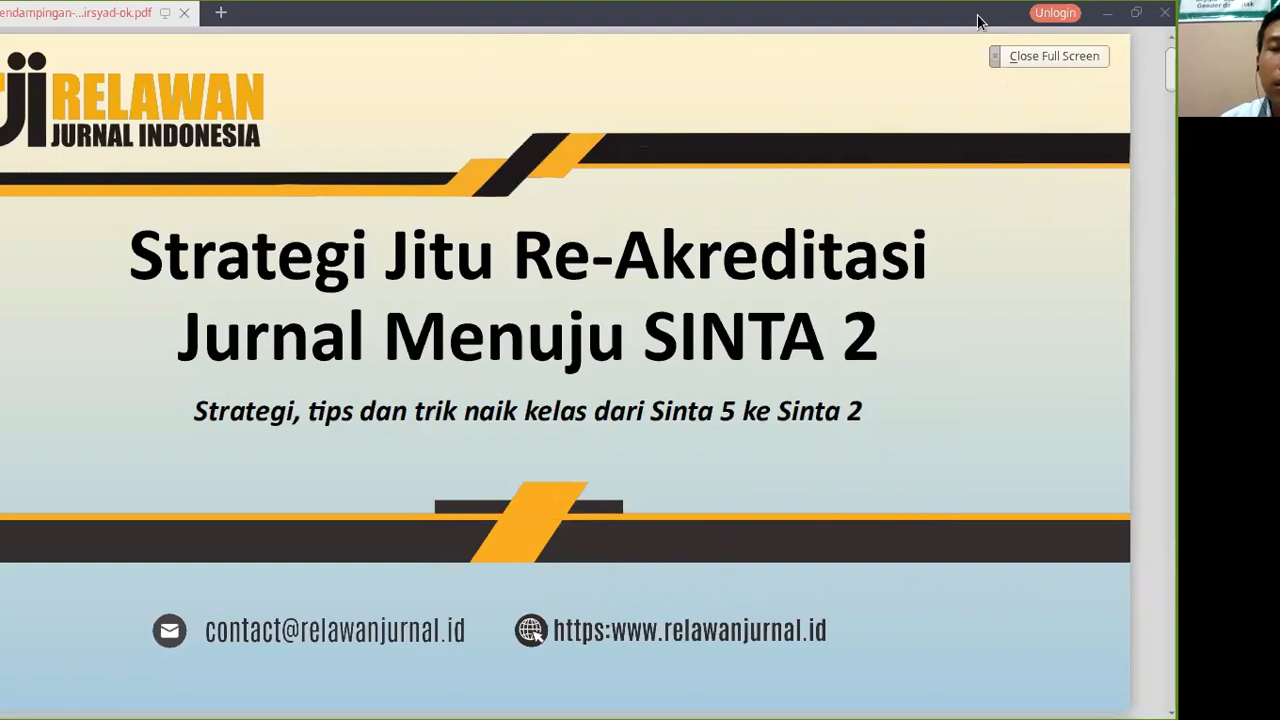 endampingan-...irsyad-ok.pdf
Unlogin
Close Full Screen
ji RELAWAN
JURNAL INDONESIA
Strategi Jitu Re-Akreditasi
Jurnal Menuju SINTA 2
Strategi, tips dan trik naik kelas dari Sinta 5 ke Sinta 2
contact@relawanjurnal.id
https:www.relawanjurnal.id